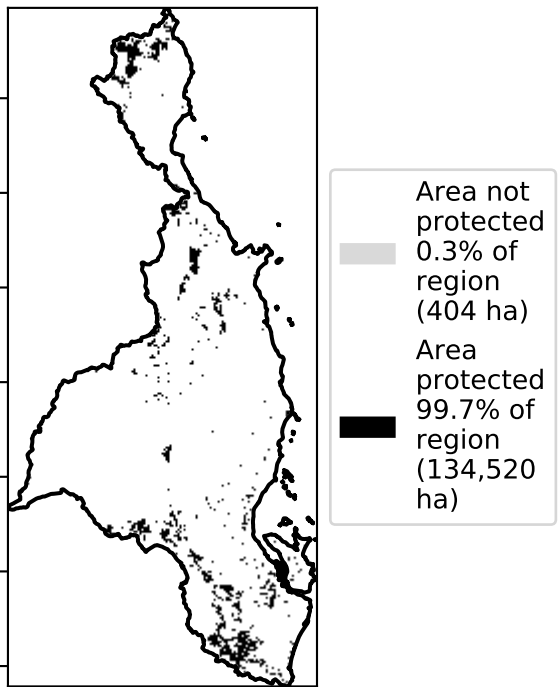 Area not
protected
0.3% of
region
(404 ha)
Area
protected
99.7% of
region
(134,520
ha)